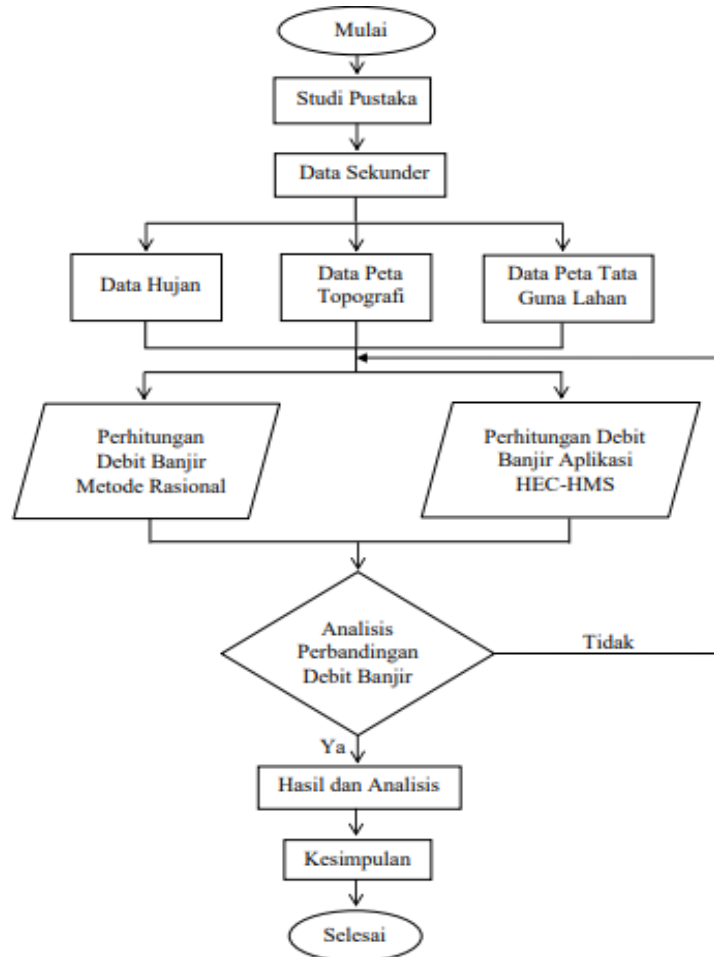 Mulai
Studi Pustaka
Data Sekunder
Data Hujan
Data Peta
Topografi
Data Peta Tata
Guna Lahan
Perhitungan
Debit Banjir
Metode Rasional
Perhitungan Debit
Banjir Aplikasi
HEC-HMS
Analisis
Perbandingan
Debit Banjir
Tidak
Ya
Hasil dan Analisis
Kesimpulan
Selesai